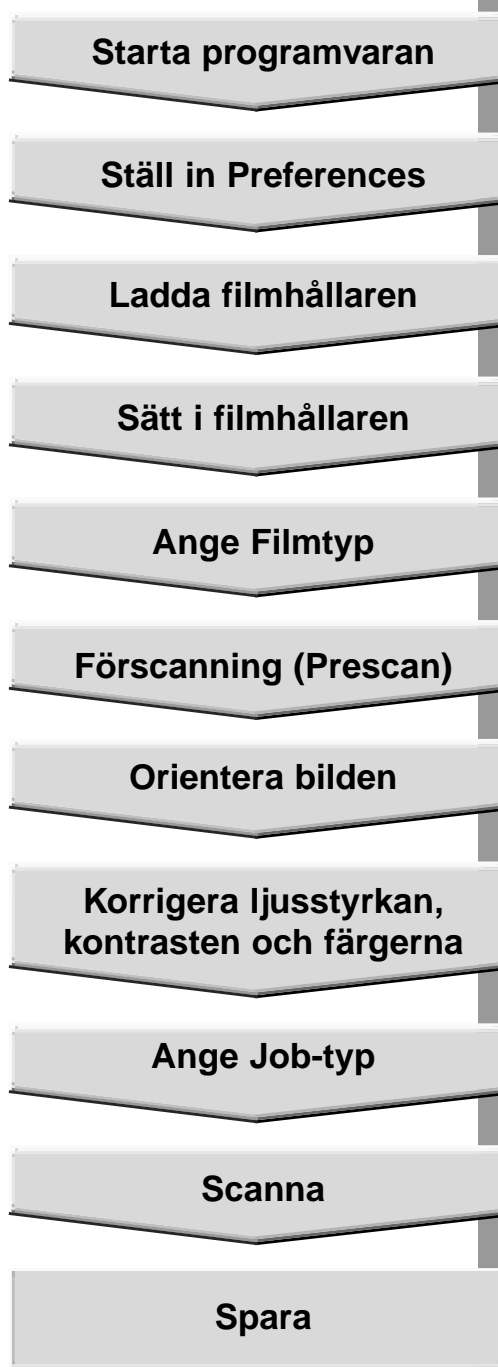 Starta programvaran
Ställ in Preferences
Ladda filmhållaren
Sätt i filmhållaren
Ange Filmtyp
Förscanning (Prescan)
Orientera bilden
Korrigera ljusstyrkan,
kontrasten och färgerna
Ange Job-typ
Scanna
Spara